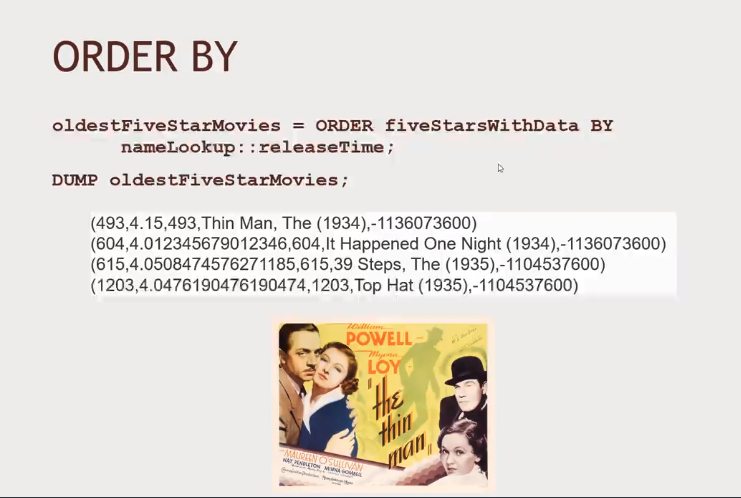 ORDER BY
oldestFiveStarMovies = ORDER fiveStarsWithData BY
nameLookup::releaseTime;
DUMP oldestFiveStarMovies;
(493,4.15,493,Thin Man, The (1934),-1136073600)
(604,4.012345679012346,604,It Happened One Night (1934),-1136073600)
(615,4.0508474576271185,615,39 Steps, The (1935),-1104537600)
(1203,4.0476190476190474,1203,Top Hat (1935),-1104537600)
William
POWELL
Myrna
LOY
"the
thin
man"
MAUREEN O'SULLIVAN
NAT PENDLETON MINNA GOMBELL